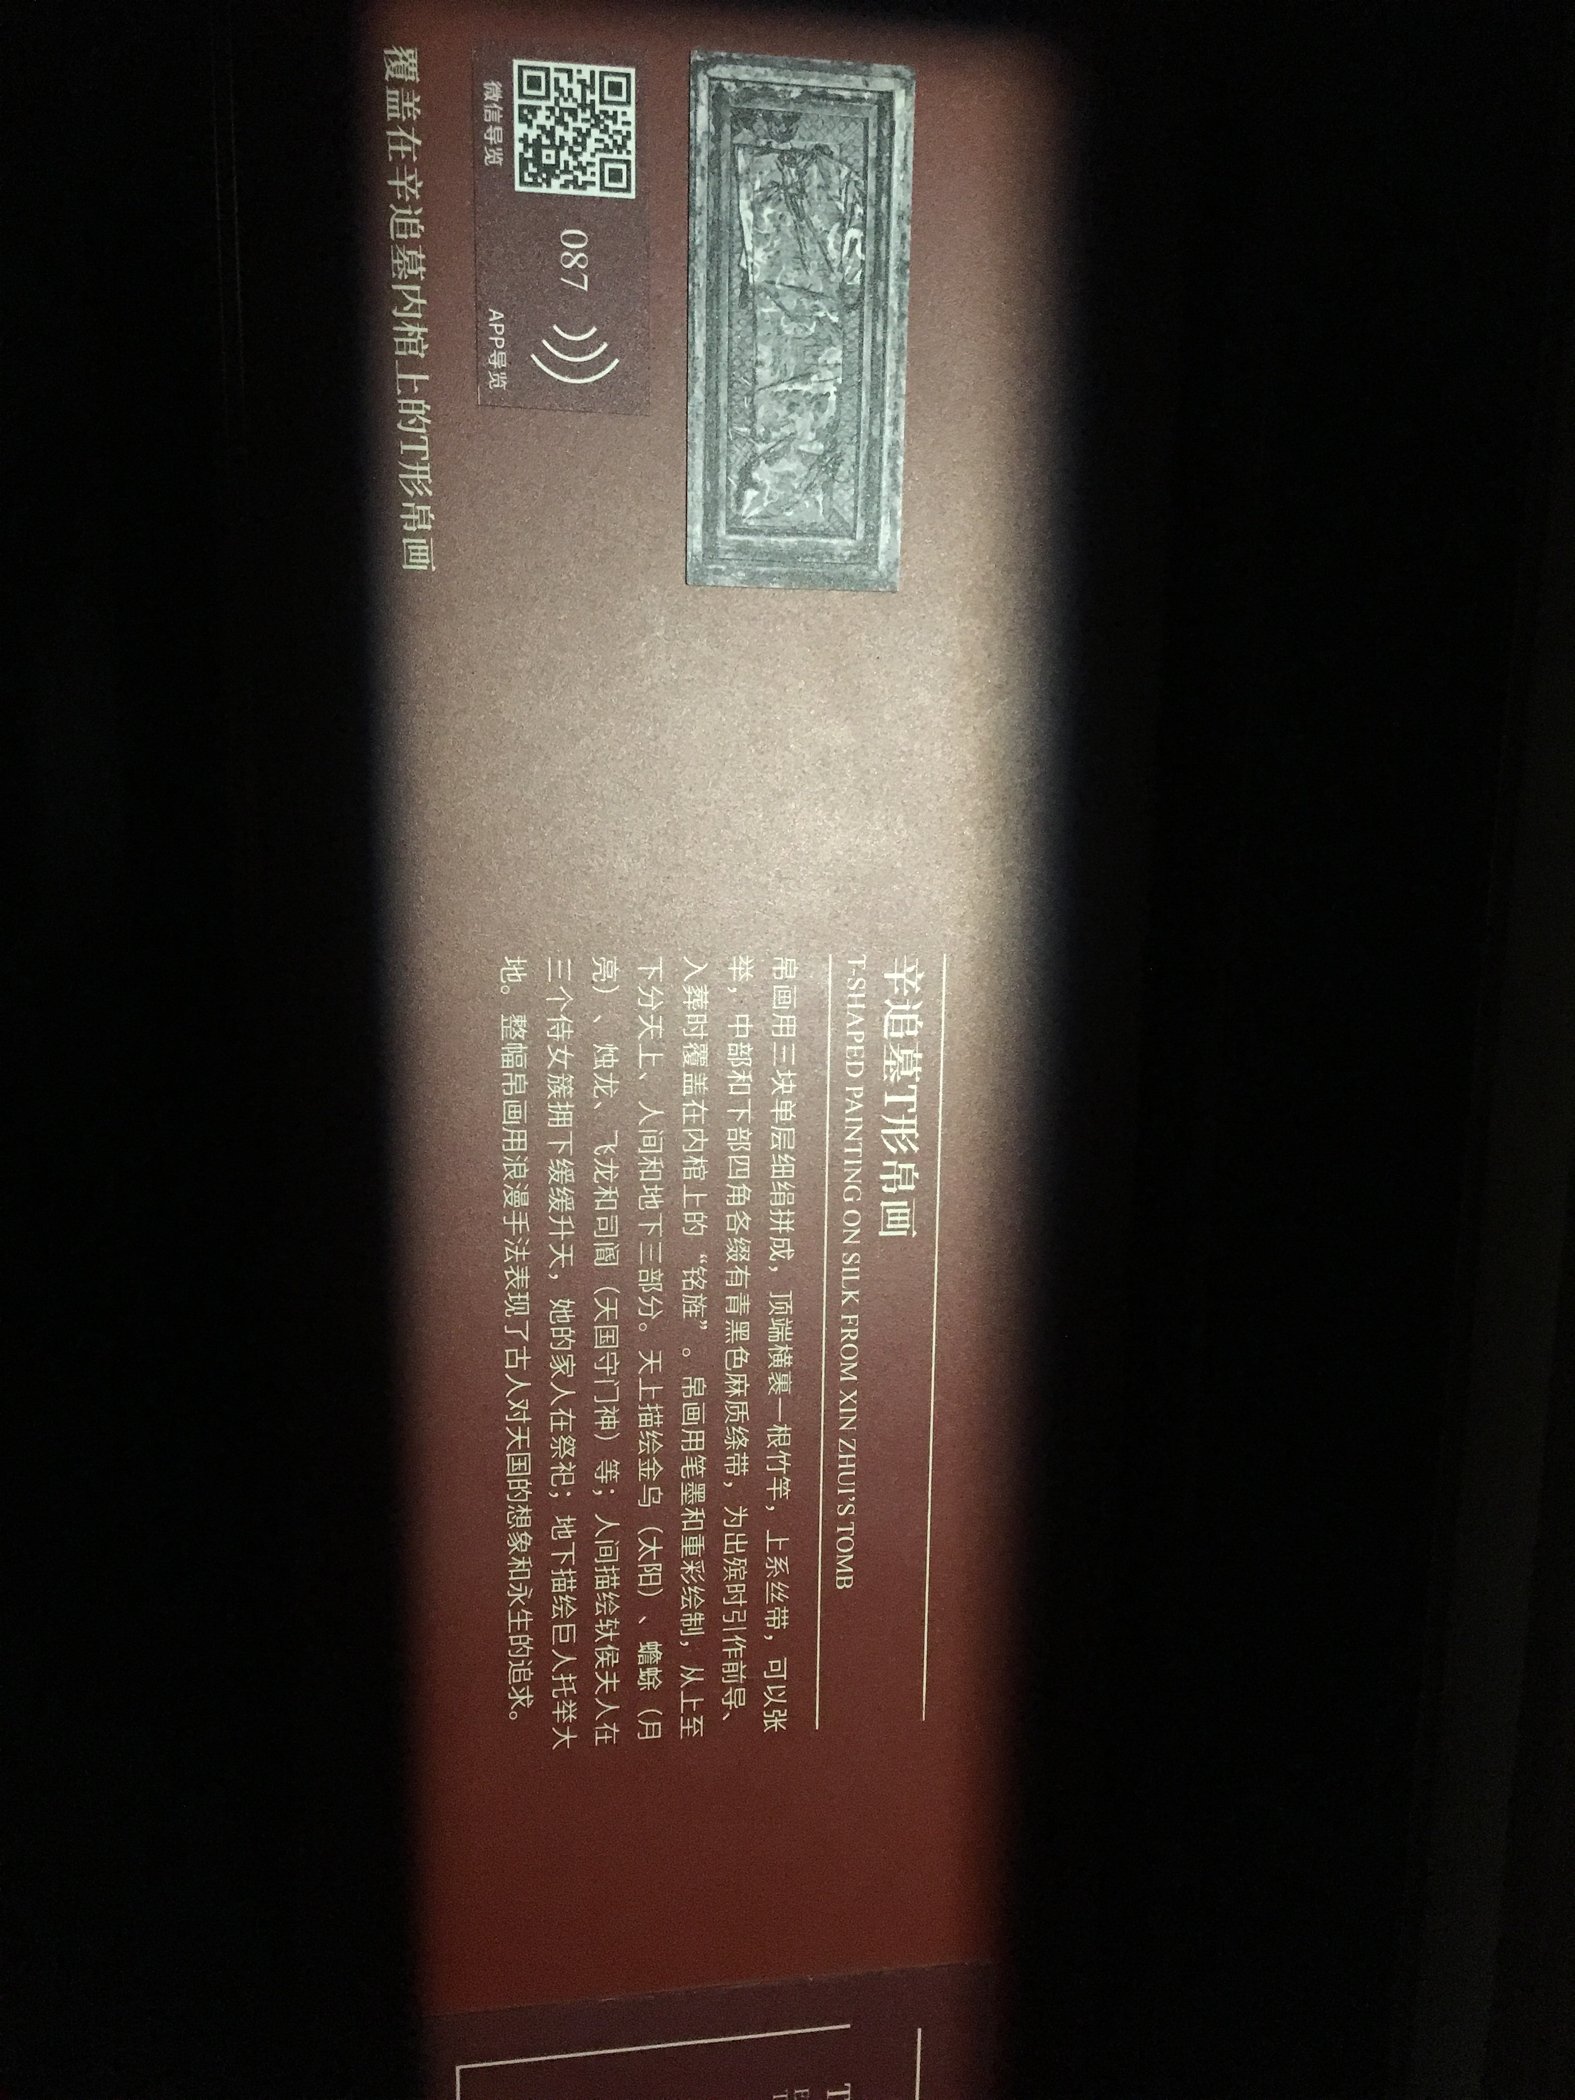 辛追墓T形帛画
T-SHAPED PAINTING ON SILK FROM XIN ZHUI'S TOMB
帛画用三块单层细绢拼成，顶端横裹一根竹竿，上系丝带，可以张
举，中部和下部四角各缀有青黑色麻质绦带，为出殡时引作前导、
入葬时覆盖在内棺上的“铭旌”。帛画用笔墨和重彩绘制，从上至
下分天上、人间和地下三部分。天上描绘金乌（太阳）、蟾蜍（月
亮）、烛龙、飞龙和司阍（天国守门神）等；人间描绘轪侯夫人在
三个侍女簇拥下缓缓升天，她的家人在祭祀；地下描绘巨人托举大
地。整幅帛画用浪漫手法表现了古人对天国的想象和永生的追求。
087
微信导览
APP导览
覆盖在辛追墓内棺上的T形帛画